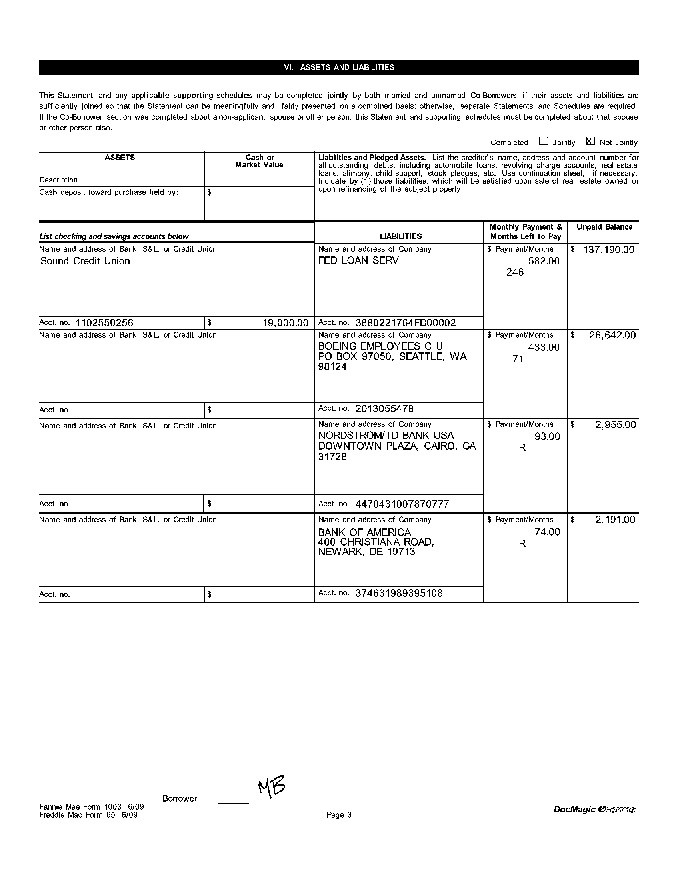 VI. ASSETS AND LIABILITIES
This Statement and any applicable supporting schedules may be completed jointly by both married and unmarried Co-Borrowers if their assets and liabilities are
sufficiently joined so that the Statement can be meaningfully and fairly presented on a combined basis; otherwise, separate Statements and Schedules are required.
If the Co-Borrower section was completed about a non-applicant spouse or other person, this Statement and supporting schedules must be completed about that spouse
or other person also.
Completed Jointly X Not Jointly
ASSETS
Cash or
Market Value
Description
Cash deposit toward purchase held by: $
Liabilities and Pledged Assets. List the creditor's name, address and account number for
all outstanding debts, including automobile loans, revolving charge accounts, real estate
loans, alimony, child support, stock pledges, etc. Use continuation sheet, if necessary.
Indicate by (*) those liabilities, which will be satisfied upon sale of real estate owned or
upon refinancing of the subject property.
List checking and savings accounts below
LIABILITIES
Monthly Payment &
Months Left To Pay
Unpaid Balance
Name and address of Bank, S&L, or Credit Union
Sound Credit Union
Acct. no. 1102550256 $ 19,000.00
Name and address of Company
FED LOAN SERV
Acct. no. 3880221764FD00002
$ Payment/Months
582.00
246
$ 137,190.00
Name and address of Bank, S&L, or Credit Union
Acct. no. $
Name and address of Company
BOEING EMPLOYEES C U
PO BOX 97050, SEATTLE, WA
98124
Acct. no. 2013055478
$ Payment/Months
433.00
71
$ 26,642.00
Name and address of Bank, S&L, or Credit Union
Acct. no. $
Name and address of Company
NORDSTROM/TD BANK USA
DOWNTOWN PLAZA, CAIRO, GA
31728
Acct. no. 4470431007870777
$ Payment/Months
93.00
R
$ 2,955.00
Name and address of Bank, S&L, or Credit Union
Acct. no. $
Name and address of Company
BANK OF AMERICA
400 CHRISTIANA ROAD,
NEWARK, DE 19713
Acct. no. 374631989395108
$ Payment/Months
74.00
R
$ 2,191.00
Borrower MB
Fannie Mae Form 1003 6/09
Freddie Mac Form 65 6/09
Page 3
DocMagic